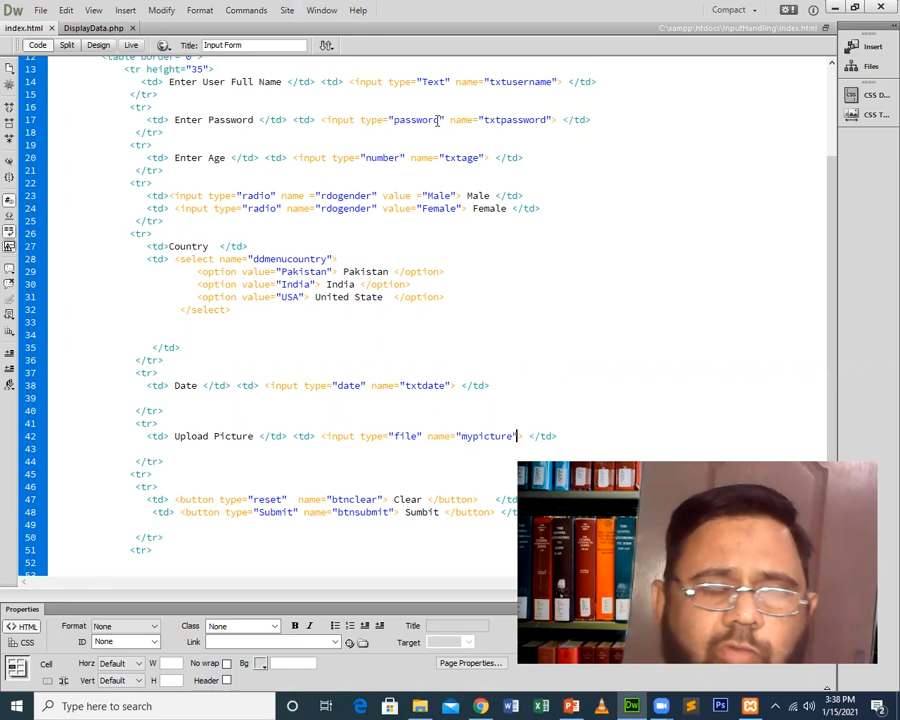 Dw File Edit View Insert Modify Format Commands Site Window Help Compact
index.html × DisplayData.php × C:\xampp\htdocs\InputHandling\index.html
Code Split Design Live Title: Input Form
12 <table border="0">
13 <tr height="35">
14 <td> Enter User Full Name </td> <td> <input type="Text" name="txtusername"> </td>
15 </tr>
16 <tr>
17 <td> Enter Password </td> <td> <input type="password" name="txtpassword"> </td>
18 </tr>
19 <tr>
20 <td> Enter Age </td> <td> <input type="number" name="txtage"> </td>
21 </tr>
22 <tr>
23 <td><input type="radio" name ="rdogender" value ="Male"> Male </td>
24 <td> <input type="radio" name="rdogender" value="Female"> Female </td>
25 </tr>
26 <tr>
27 <td>Country </td>
28 <td> <select name="ddmenucountry">
29 <option value="Pakistan"> Pakistan </option>
30 <option value="India"> India </option>
31 <option value="USA"> United State </option>
32 </select>
33
34
35 </td>
36 </tr>
37 <tr>
38 <td> Date </td> <td> <input type="date" name="txtdate"> </td>
39
40 </tr>
41 <tr>
42 <td> Upload Picture </td> <td> <input type="file" name="mypicture"> </td>
43
44 </tr>
45 <tr>
46 <tr>
47 <td> <button type="reset" name="btnclear"> Clear </button> </td
48 <td> <button type="Submit" name="btnsubmit"> Sumbit </button> </t
49
50 </tr>
51 <tr>
52
Insert
Files
CSS D...
CSS T...
Properties
HTML Format None Class None B I Title
CSS ID None Link Target
Cell Horz Default W No wrap Bg Page Properties...
Vert Default H Header
Type here to search
3:38 PM
1/15/2021
2